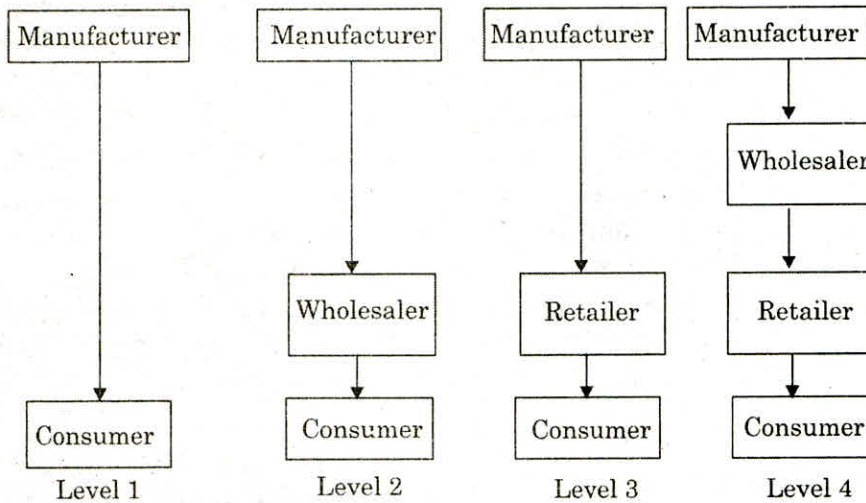 Manufacturer Manufacturer Manufacturer Manufacturer
Wholesaler
Wholesaler Retailer Retailer
Consumer Consumer Consumer Consumer
Level 1 Level 2 Level 3 Level 4